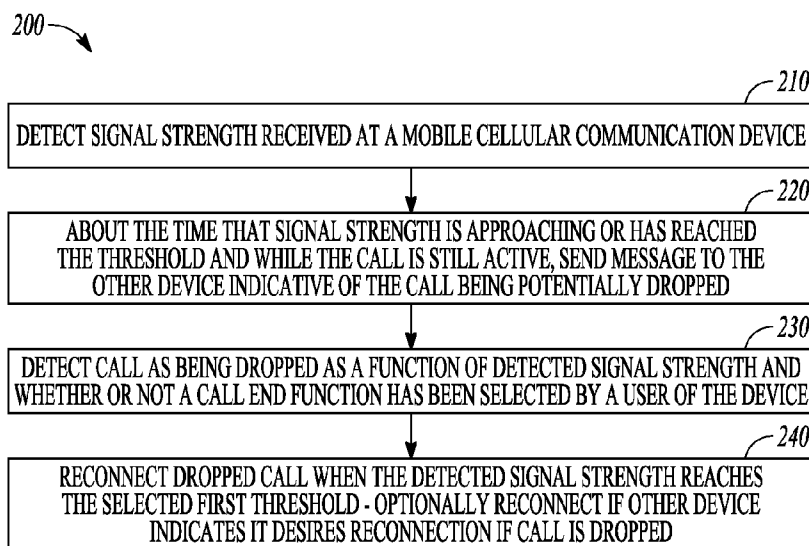 200
210
DETECT SIGNAL STRENGTH RECEIVED AT A MOBILE CELLULAR COMMUNICATION DEVICE
220
ABOUT THE TIME THAT SIGNAL STRENGTH IS APPROACHING OR HAS REACHED
THE THRESHOLD AND WHILE THE CALL IS STILL ACTIVE, SEND MESSAGE TO THE
OTHER DEVICE INDICATIVE OF THE CALL BEING POTENTIALLY DROPPED
230
DETECT CALL AS BEING DROPPED AS A FUNCTION OF DETECTED SIGNAL STRENGTH AND
WHETHER OR NOT A CALL END FUNCTION HAS BEEN SELECTED BY A USER OF THE DEVICE
240
RECONNECT DROPPED CALL WHEN THE DETECTED SIGNAL STRENGTH REACHES
THE SELECTED FIRST THRESHOLD - OPTIONALLY RECONNECT IF OTHER DEVICE
INDICATES IT DESIRES RECONNECTION IF CALL IS DROPPED